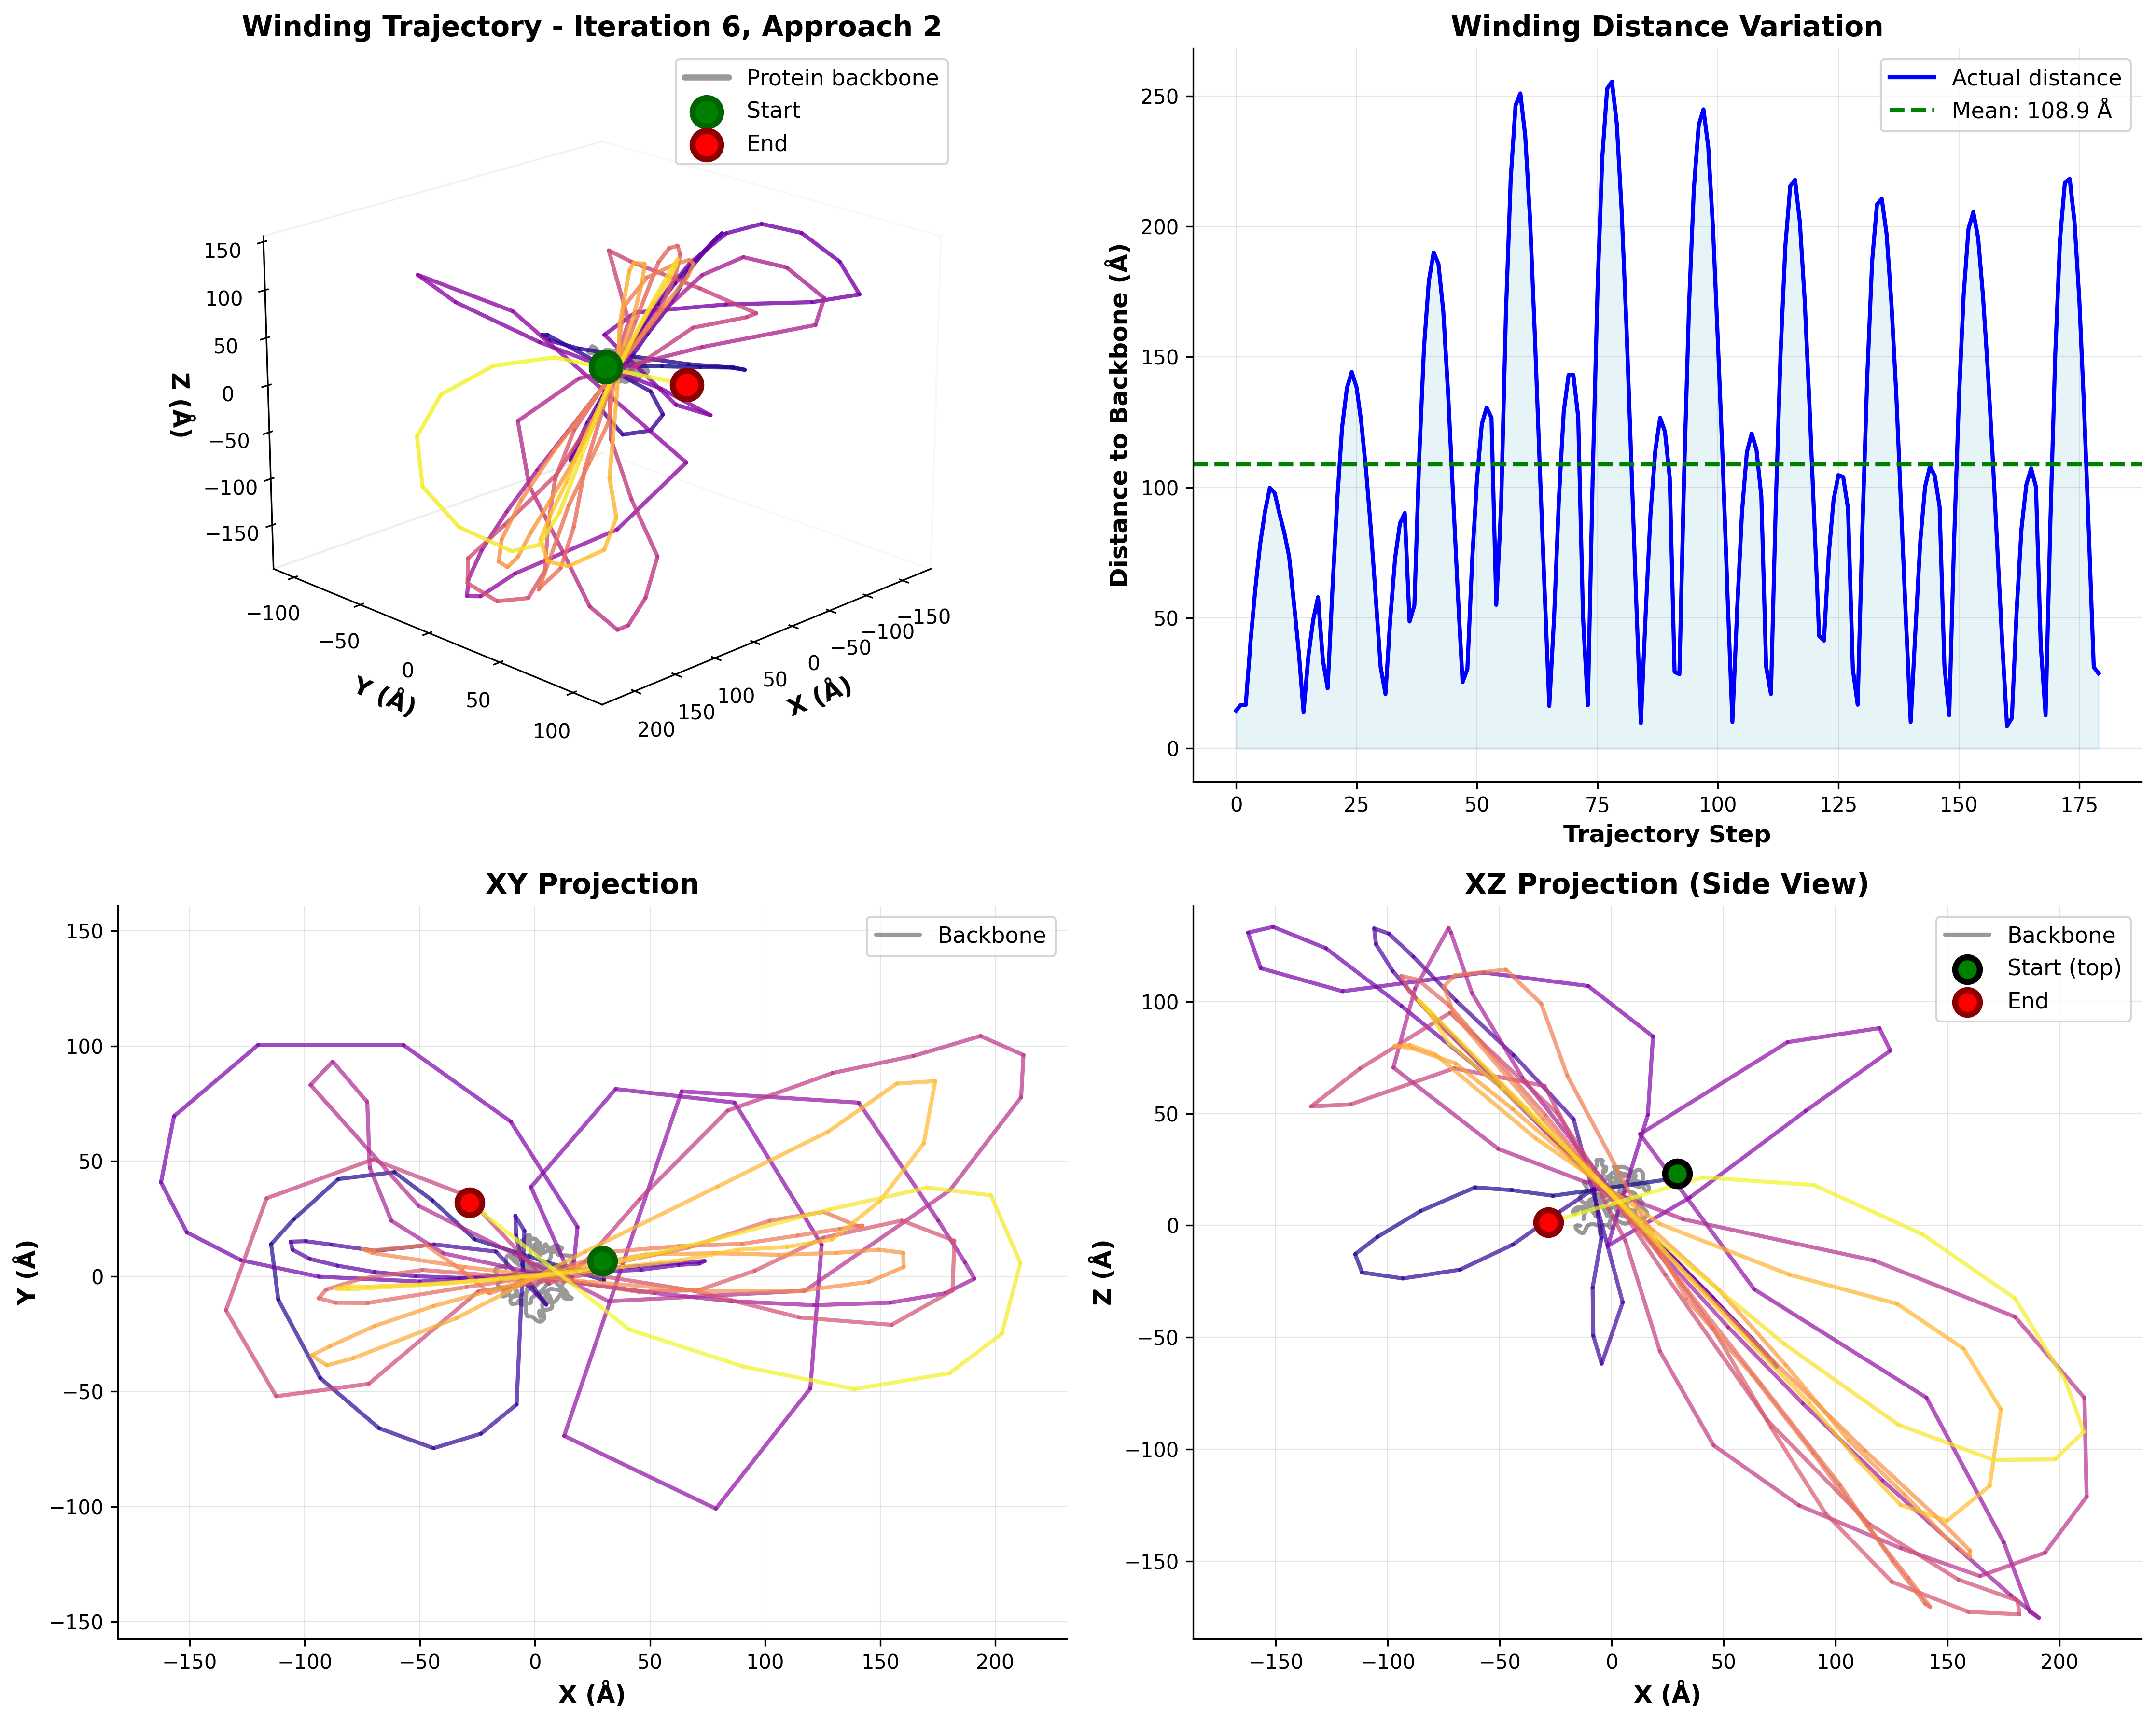 Winding Trajectory - Iteration 6, Approach 2
Protein backbone
Start
End
150
100
50
0
−50
−100
−150
Z (Å)
−100
−50
0
50
100
Y (Å)
200
150
100
50
0
−50
−100
−150
X (Å)
Winding Distance Variation
Actual distance
Mean: 108.9 Å
250
200
150
100
50
0
Distance to Backbone (Å)
0 25 50 75 100 125 150 175
Trajectory Step
XY Projection
Backbone
150
100
50
0
−50
−100
−150
Y (Å)
−150 −100 −50 0 50 100 150 200
X (Å)
XZ Projection (Side View)
Backbone
Start (top)
End
100
50
0
−50
−100
−150
Z (Å)
−150 −100 −50 0 50 100 150 200
X (Å)